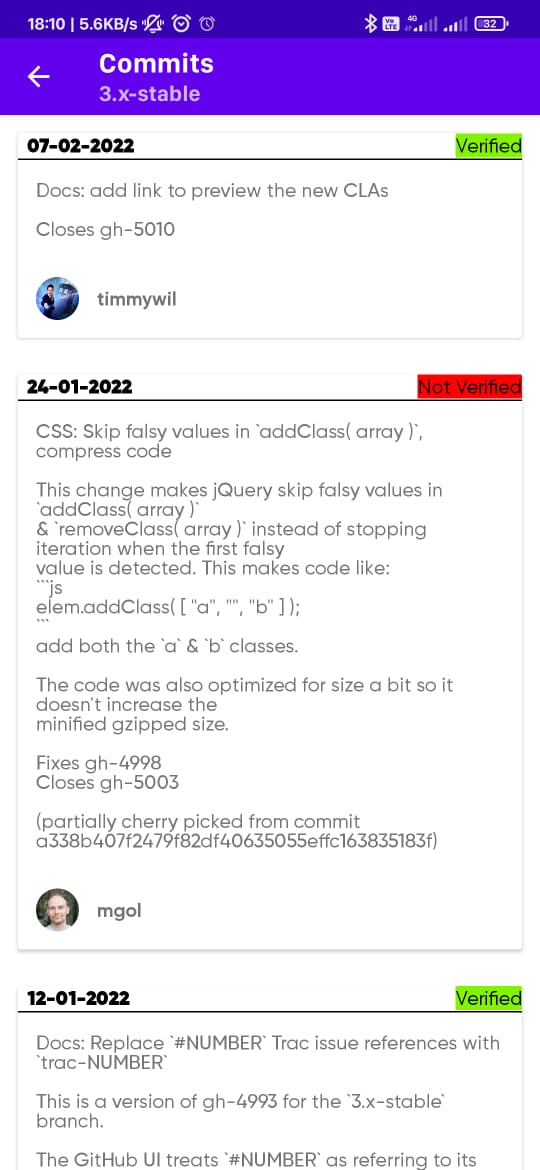 18:10 | 5.6KB/s
Vo LTE 4G 32
Commits
3.x-stable
07-02-2022 Verified
Docs: add link to preview the new CLAs
Closes gh-5010
timmywil
24-01-2022 Not Verified
CSS: Skip falsy values in `addClass( array )`,
compress code
This change makes jQuery skip falsy values in
`addClass( array )`
& `removeClass( array )` instead of stopping
iteration when the first falsy
value is detected. This makes code like:
```js
elem.addClass( [ "a", "", "b" ] );
```
add both the `a` & `b` classes.
The code was also optimized for size a bit so it
doesn't increase the
minified gzipped size.
Fixes gh-4998
Closes gh-5003
(partially cherry picked from commit
a338b407f2479f82df40635055effc163835183f)
mgol
12-01-2022 Verified
Docs: Replace `#NUMBER` Trac issue references with
`trac-NUMBER`
This is a version of gh-4993 for the `3.x-stable`
branch.
The GitHub UI treats `#NUMBER` as referring to its